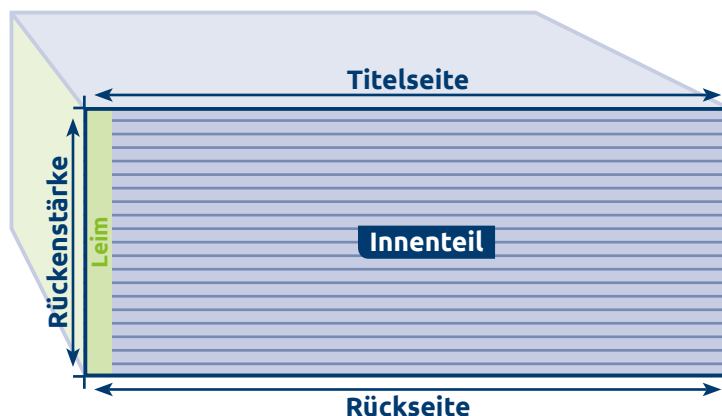 Titelseite
Rückenstärke
Leim
Innenteil
Rückseite